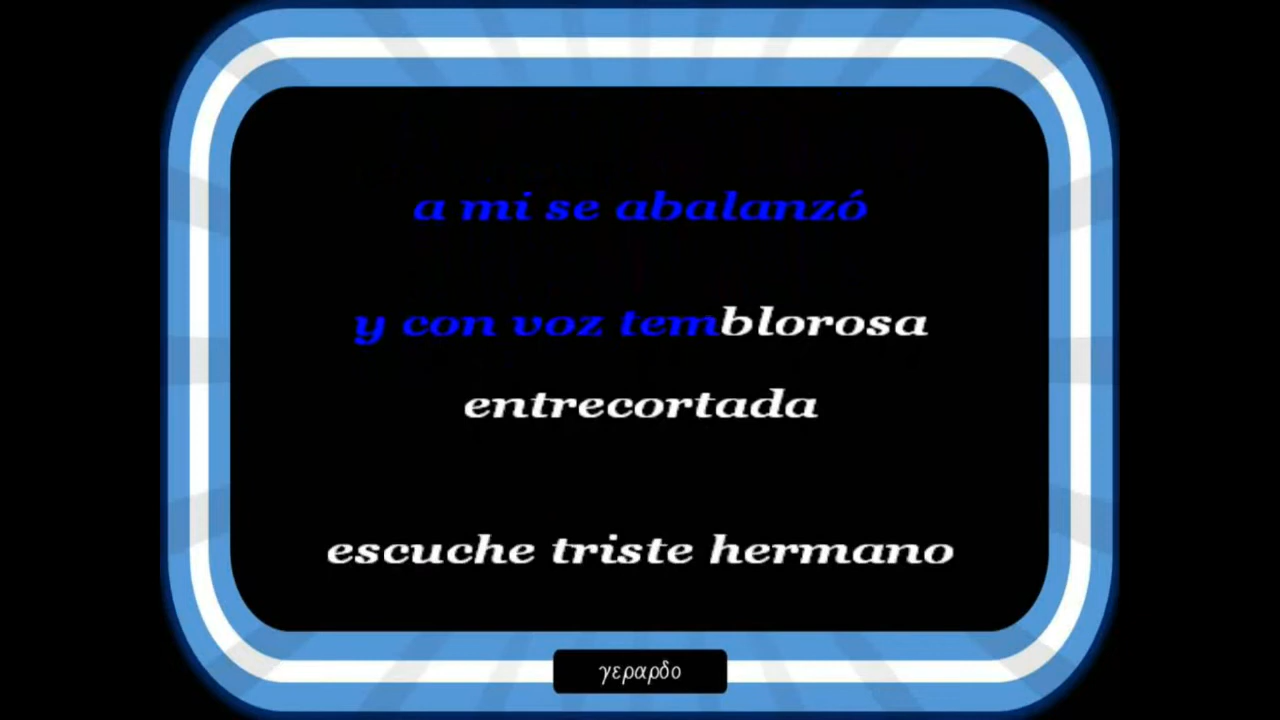 a mi se abalanzó
y con voz temblorosa
entrecortada
escuche triste hermano
γεραρδο